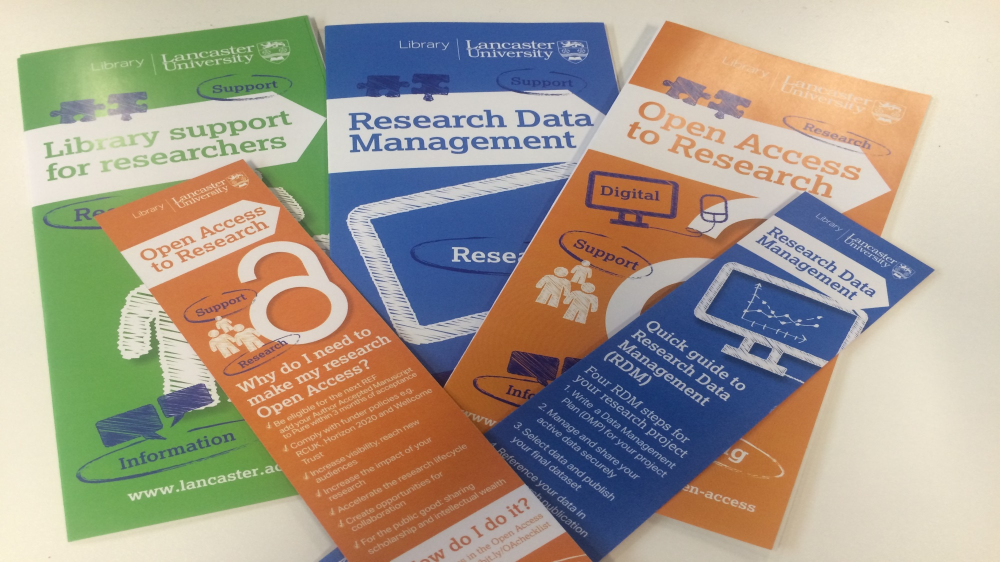 Library
Lancaster
University
Support
Library support
for researchers
Information
www.lancaster.ac
Library
Lancaster
University
Support
Research Data
Management
Library
Lancaster
University
Research
Open Access
to Research
Digital
Support
www.
en-access
Library
Lancaster
University
Open Access
to Research
Support
Research
Why do I need to
make my research
Open Access?
Be eligible for the next REF
add your Author Accepted Manuscript
to Pure within 3 months of acceptance
Comply with funder policies e.g.
RCUK, Horizon 2020 and Wellcome
Trust
Increase visibility, reach new
audiences
Increase the impact of your
research
Accelerate the research lifecycle
Create opportunities for
collaboration
For the public good: sharing
scholarship and intellectual wealth
How do I do it?
in the Open Access
bit.ly/OAchecklist
Library
Lancaster
University
Research Data
Management
Quick guide to
Research Data
Management
(RDM)
Four RDM steps for
your research project
1. Write a Data Management
Plan (DMP) for your project
2. Manage and share your
active data securely
3. Select data and publish
your final dataset
4. Reference your data in
publication